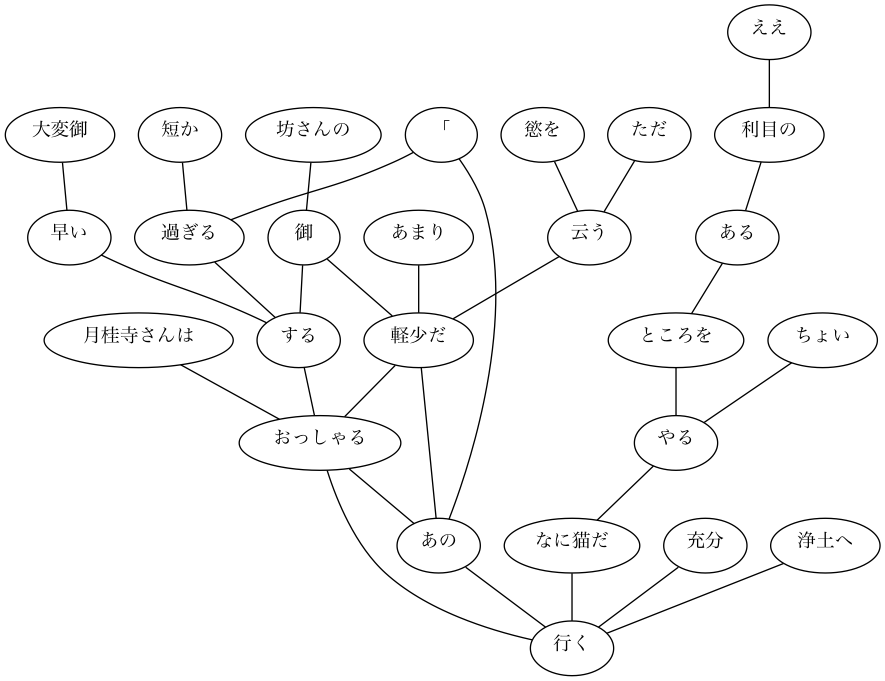 ええ
大変御
短か
坊さんの
「
慾を
ただ
利目の
早い
過ぎる
御
あまり
云う
ある
月桂寺さんは
する
軽少だ
ところを
ちょい
おっしゃる
やる
あの
なに猫だ
充分
浄土へ
行く